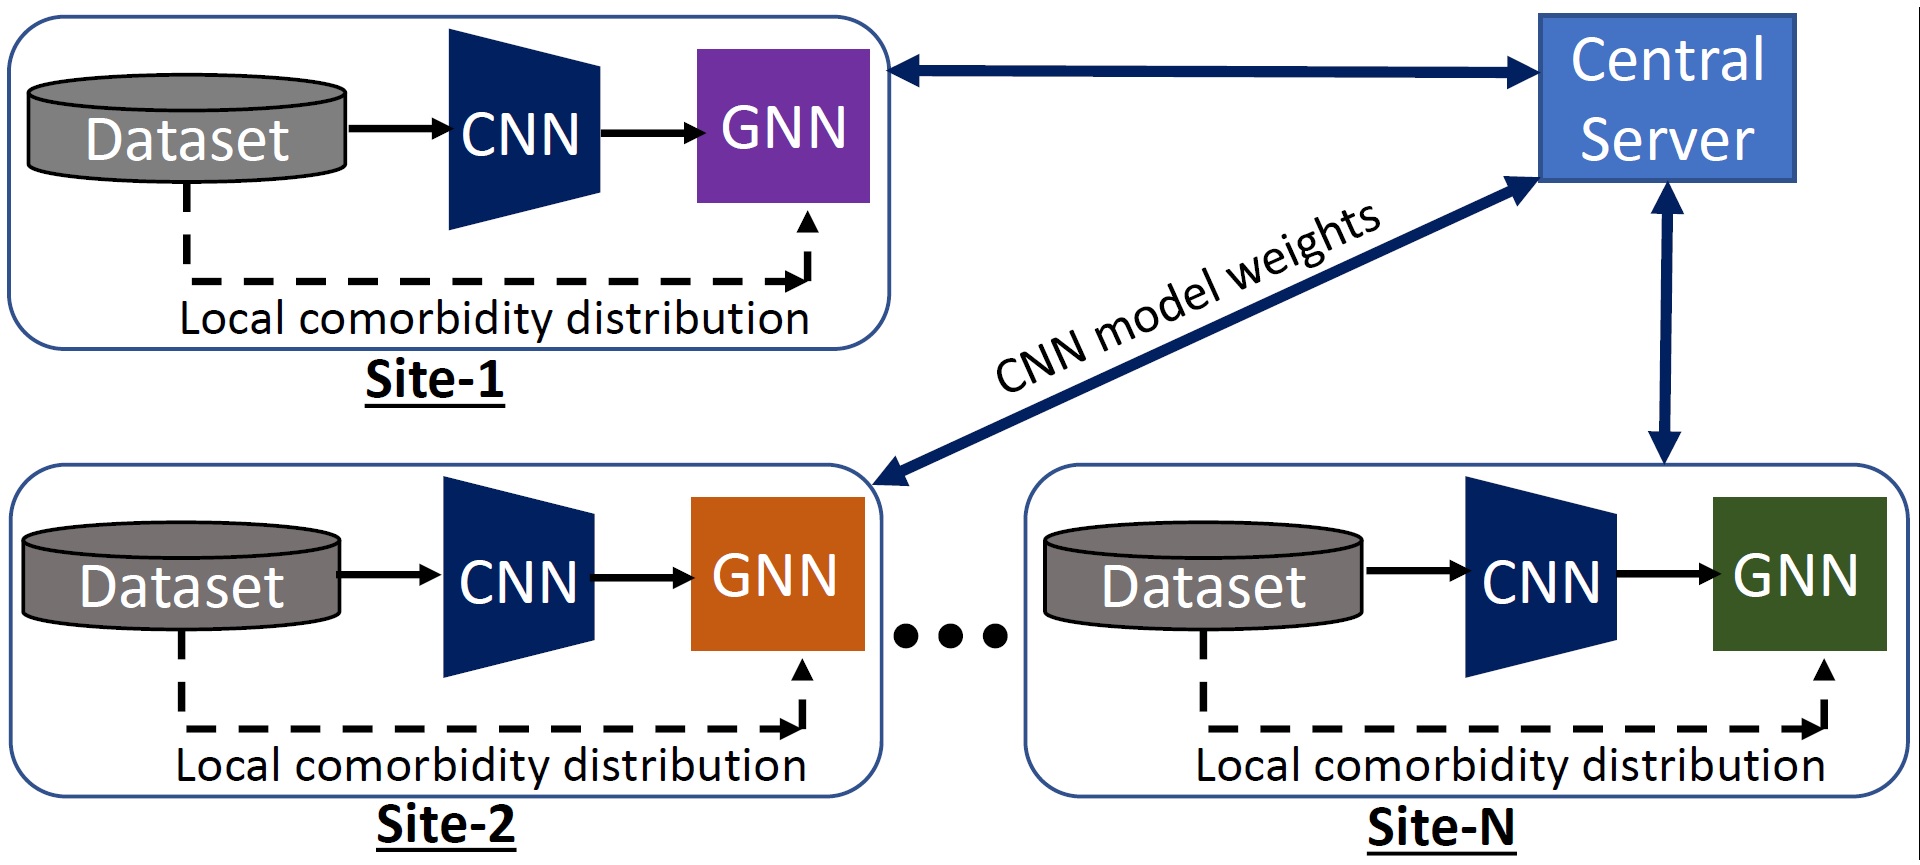 Dataset
CNN
GNN
Local comorbidity distribution
Site-1
Central
Server
CNN model weights
Dataset
CNN
GNN
Local comorbidity distribution
Site-2
Dataset
CNN
GNN
Local comorbidity distribution
Site-N